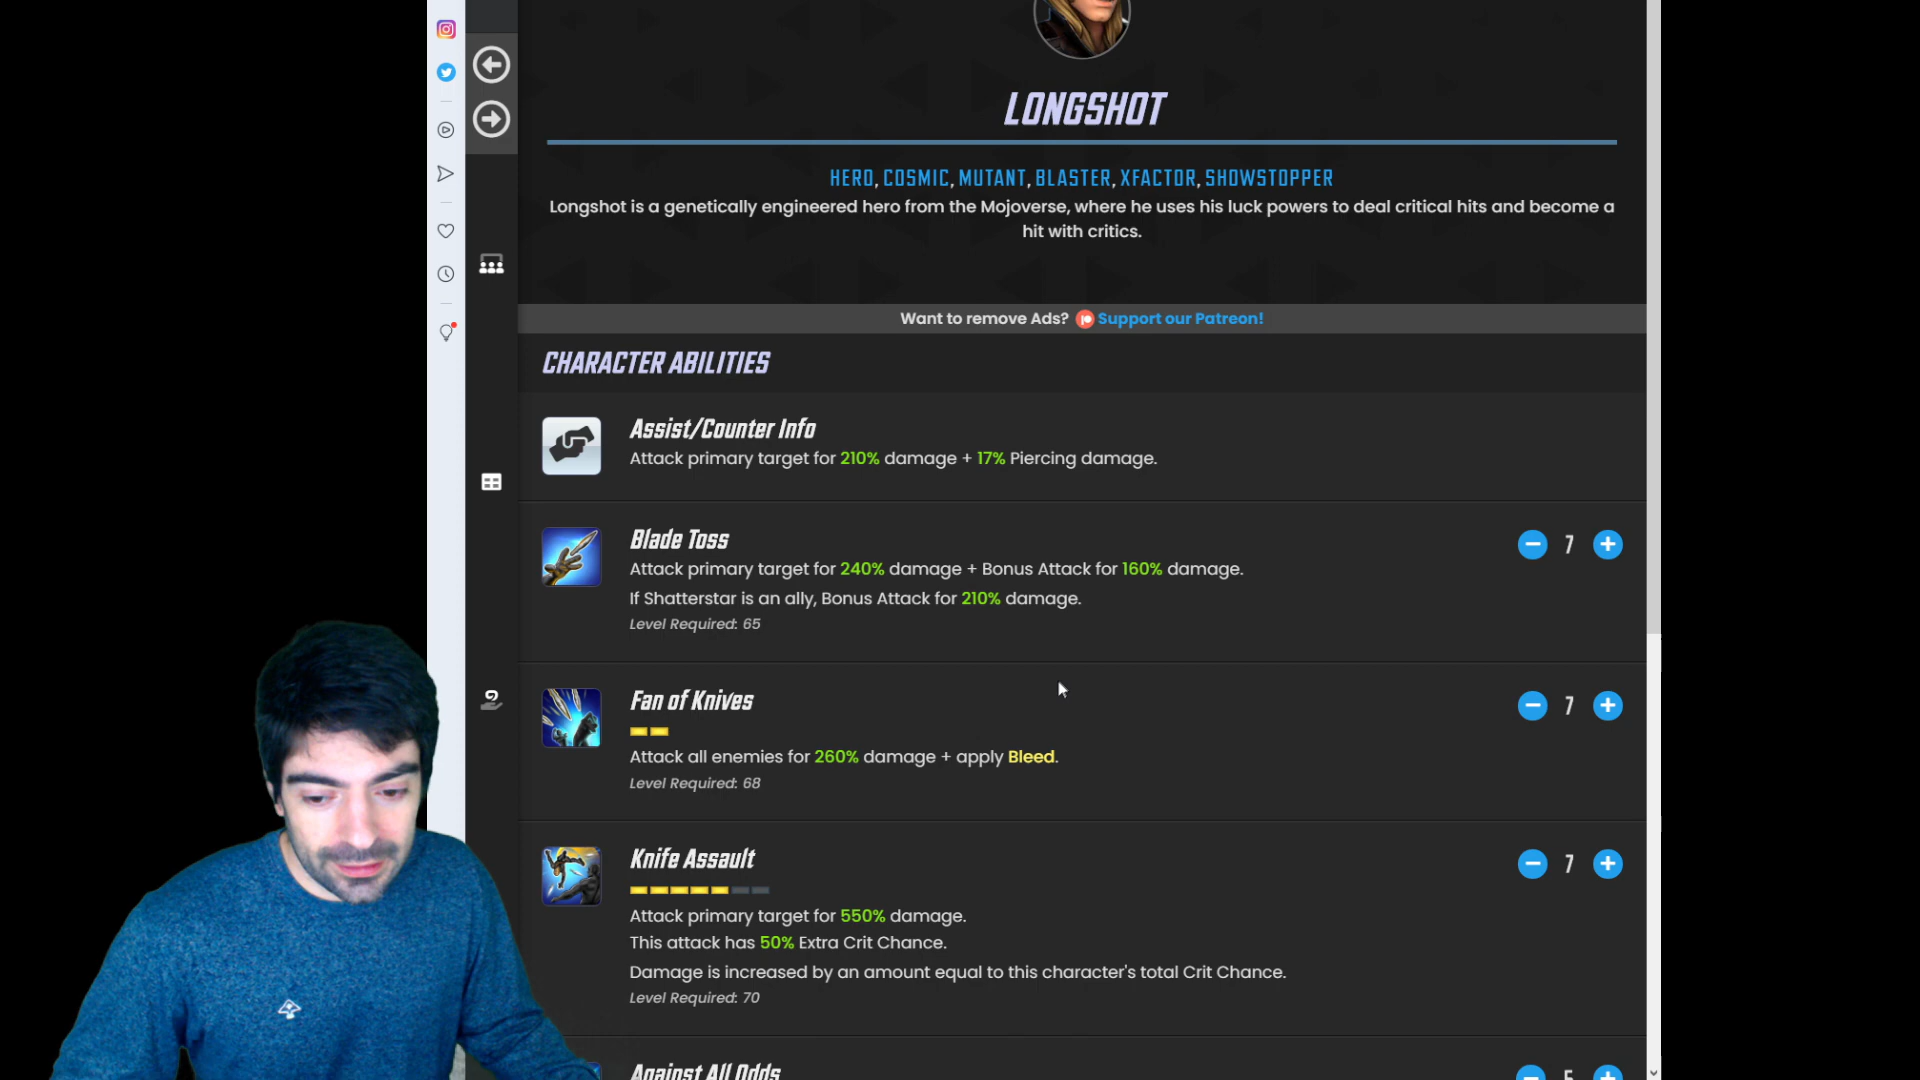 LONGSHOT
HERO, COSMIC, MUTANT, BLASTER, XFACTOR, SHOWSTOPPER
Longshot is a genetically engineered hero from the Mojoverse, where he uses his luck powers to deal critical hits and become a
hit with critics.
Want to remove Ads? Support our Patreon!
CHARACTER ABILITIES
Assist/Counter Info
Attack primary target for 210% damage + 17% Piercing damage.
Blade Toss
7
Attack primary target for 240% damage + Bonus Attack for 160% damage.
If Shatterstar is an ally, Bonus Attack for 210% damage.
Level Required: 65
Fan of Knives
7
Attack all enemies for 260% damage + apply Bleed.
Level Required: 68
Knife Assault
7
Attack primary target for 550% damage.
This attack has 50% Extra Crit Chance.
Damage is increased by an amount equal to this character's total Crit Chance.
Level Required: 70
Against All Odds
5